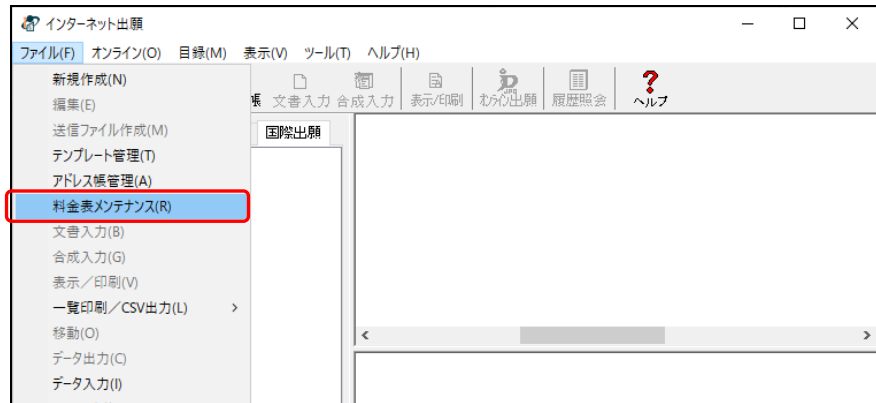 インターネット出願
ファイル(F) オンライン(O) 目録(M) 表示(V) ツール(T) ヘルプ(H)
新規作成(N)
帳 文書入力 合成入力 表示/印刷 おうび出願 履歴照会 ヘルプ
編集(E)
送信ファイル作成(M)
国際出願
テンプレート管理(T)
アドレス帳管理(A)
料金表メンテナンス(R)
文書入力(B)
合成入力(G)
表示／印刷(V)
一覧印刷／CSV出力(L)
移動(O)
データ出力(C)
データ入力(I)